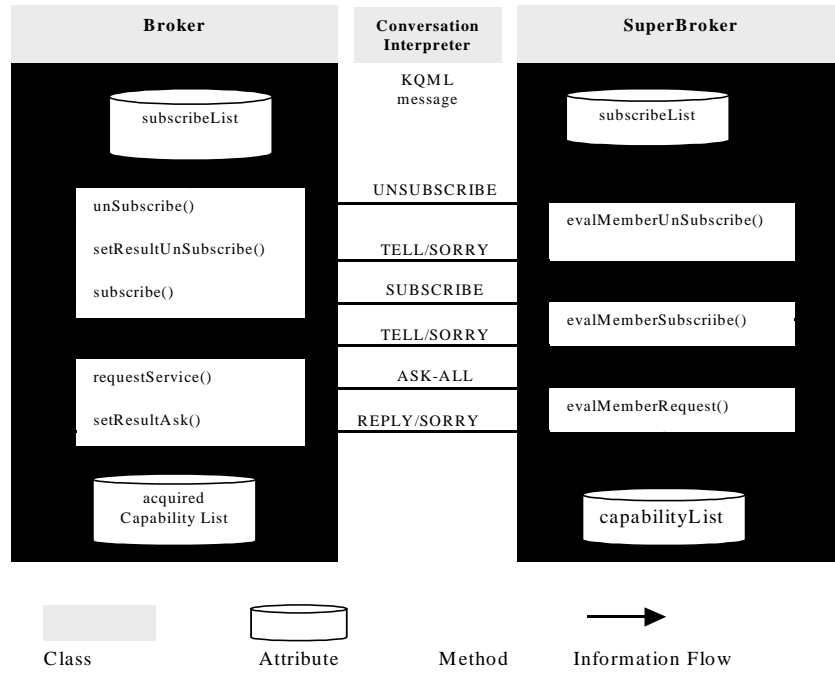 Broker
Conversation
Interpreter
SuperBroker
KQML
message
subscribeList
subscribeList
UNSUBSCRIBE
unSubscribe()
evalMemberUnSubscribe()
setResultUnSubscribe()
TELL/SORRY
subscribe()
SUBSCRIBE
evalMemberSubscriibe()
TELL/SORRY
requestService()
ASK-ALL
evalMemberRequest()
setResultAsk()
REPLY/SORRY
acquired
Capability List
capabilityList
Class
Attribute
Method
Information Flow